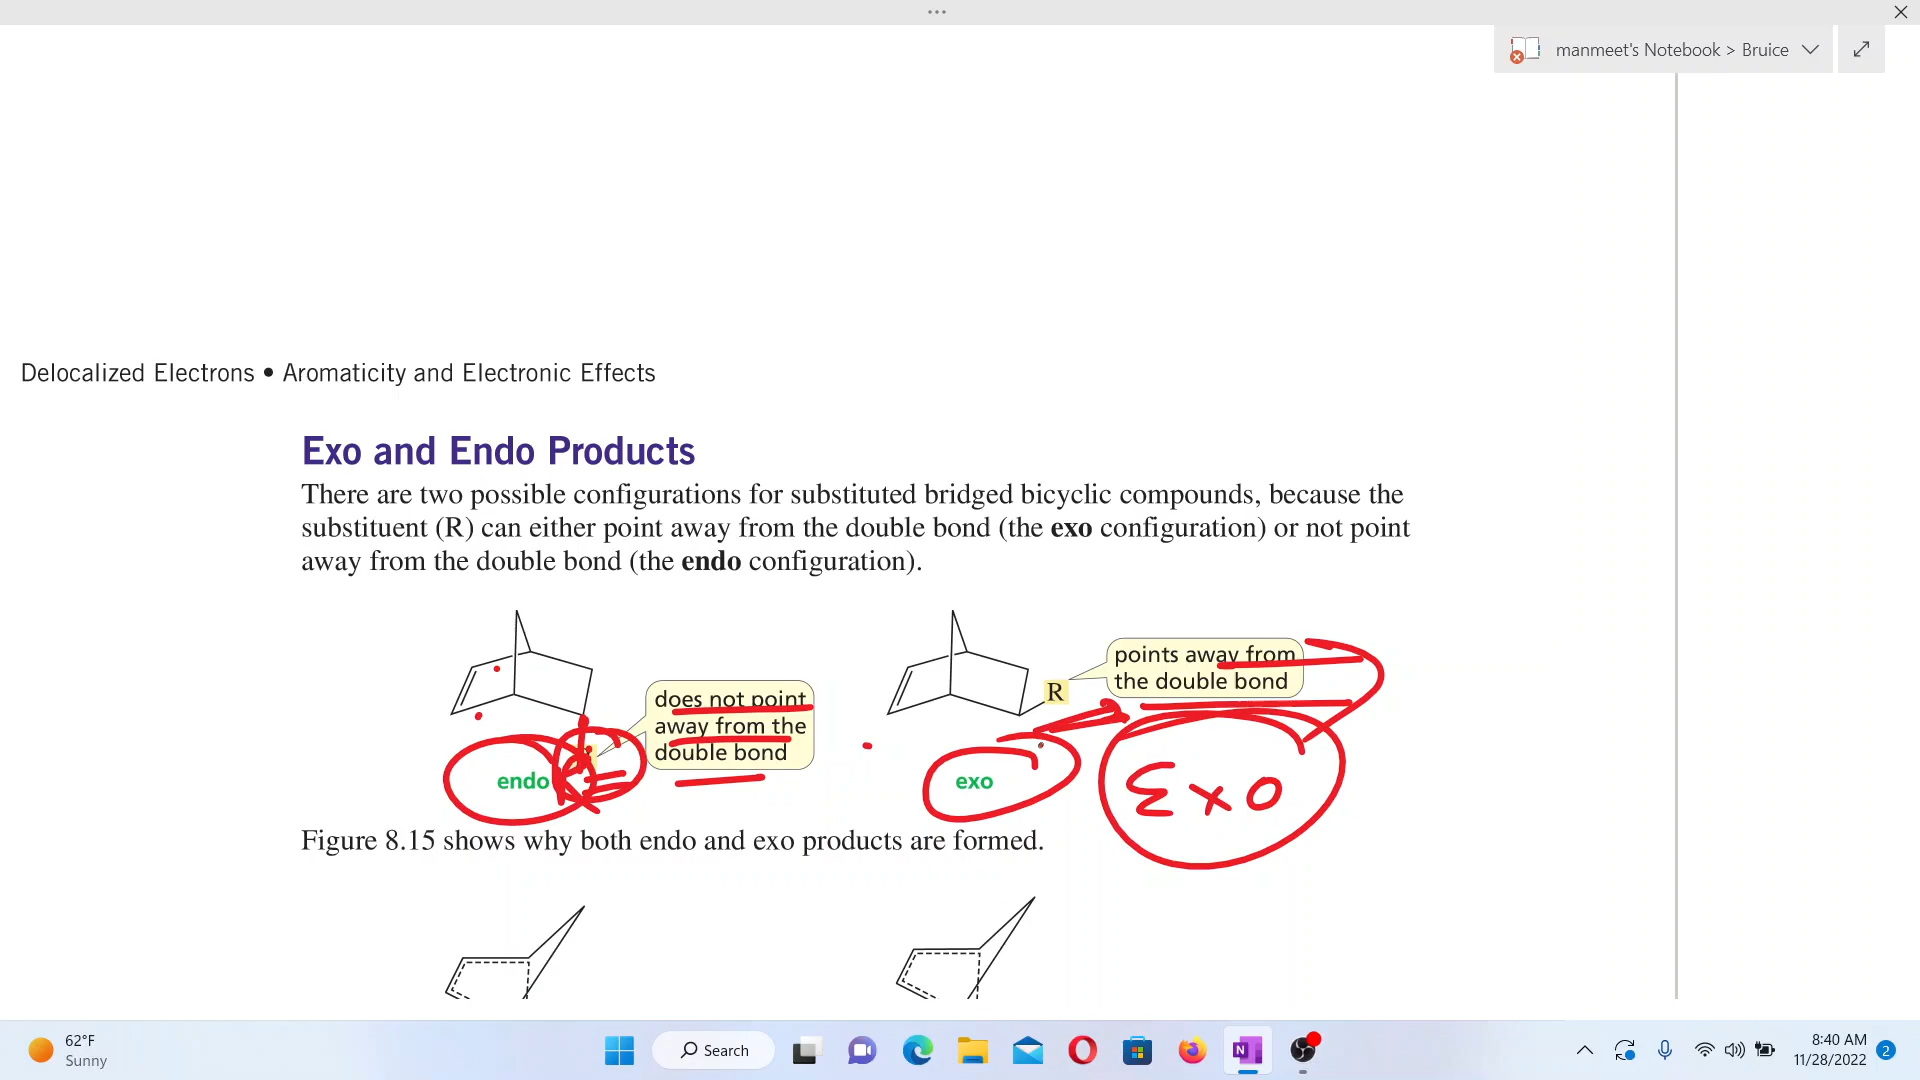 manmeet's Notebook > Bruice
Delocalized Electrons • Aromaticity and Electronic Effects
Exo and Endo Products
There are two possible configurations for substituted bridged bicyclic compounds, because the
substituent (R) can either point away from the double bond (the exo configuration) or not point
away from the double bond (the endo configuration).
does not point
away from the
double bond
endo
R
points away from
the double bond
exo
Exo
Figure 8.15 shows why both endo and exo products are formed.
62°F
Sunny
Search
8:40 AM
11/28/2022
2